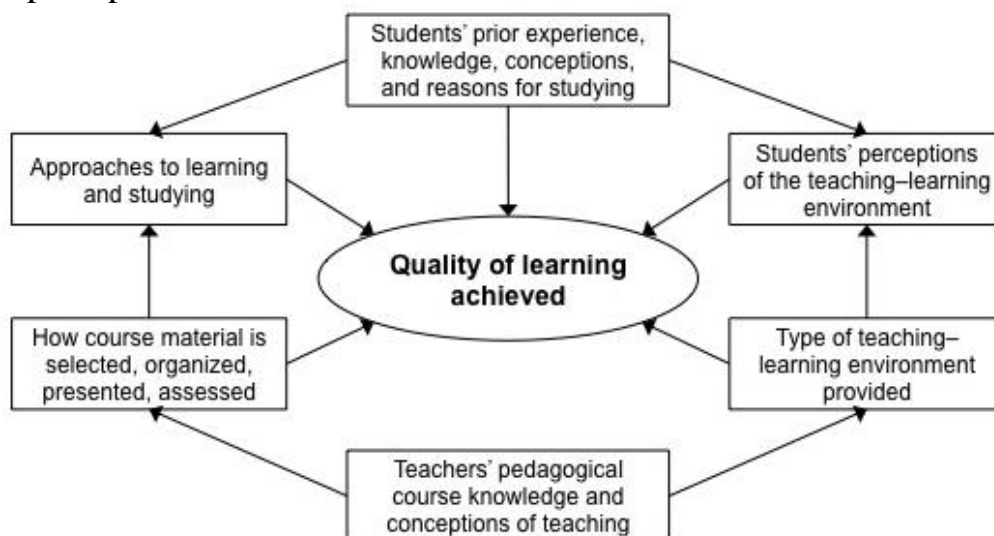 Students' prior experience,
knowledge, conceptions,
and reasons for studying
Approaches to learning
and studying
Students' perceptions
of the teaching–learning
environment
Quality of learning
achieved
How course material is
selected, organized,
presented, assessed
Type of teaching–
learning environment
provided
Teachers' pedagogical
course knowledge and
conceptions of teaching